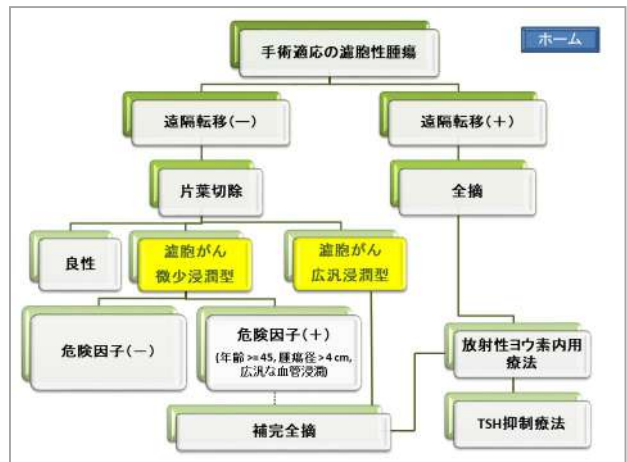 手術適応の濾胞性腫瘍
ホーム
遠隔転移(－)
遠隔転移(＋)
片葉切除
全摘
良性
濾胞がん
微少浸潤型
濾胞がん
広汎浸潤型
危険因子(－)
危険因子(＋)
(年齢>=45, 腫瘍径>4 cm,
広汎な血管浸潤)
放射性ヨウ素内用
療法
補完全摘
TSH抑制療法